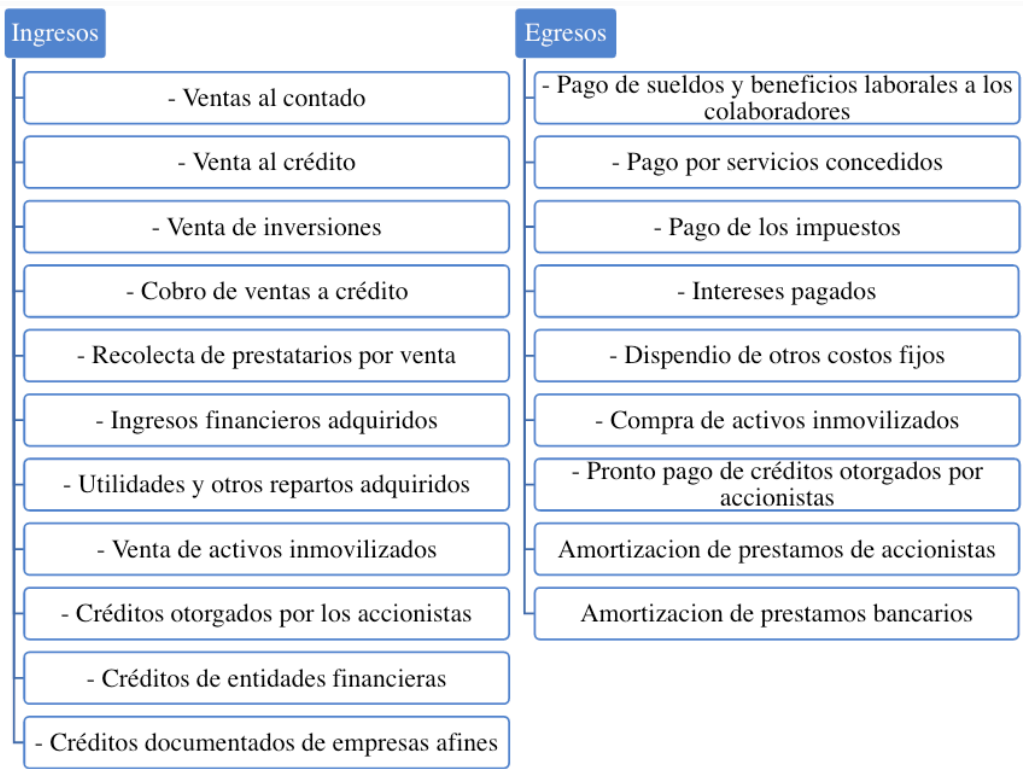 Ingresos
- Ventas al contado
- Venta al crédito
- Venta de inversiones
- Cobro de ventas a crédito
- Recolecta de prestatarios por venta
- Ingresos financieros adquiridos
- Utilidades y otros repartos adquiridos
- Venta de activos inmovilizados
- Créditos otorgados por los accionistas
- Créditos de entidades financieras
- Créditos documentados de empresas afines
Egresos
- Pago de sueldos y beneficios laborales a los
colaboradores
- Pago por servicios concedidos
- Pago de los impuestos
- Intereses pagados
- Dispendio de otros costos fijos
- Compra de activos inmovilizados
- Pronto pago de créditos otorgados por
accionistas
Amortizacion de prestamos de accionistas
Amortizacion de prestamos bancarios